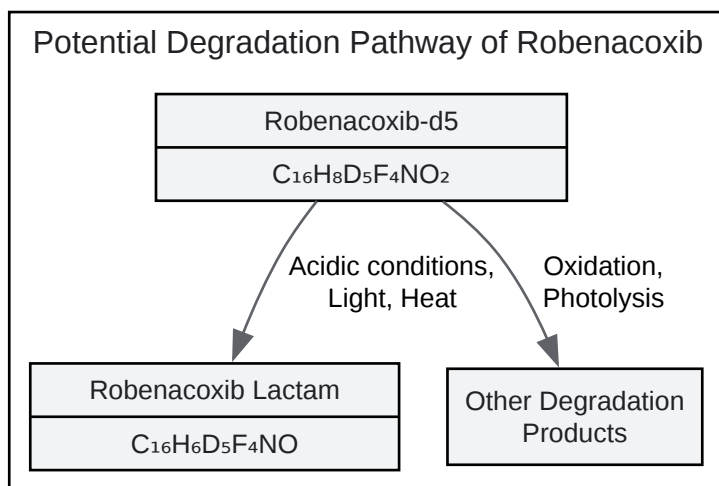 Potential Degradation Pathway of Robenacoxib
Robenacoxib-d5
C₁₆H₈D₅F₄NO₂
Acidic conditions,
Light, Heat
Oxidation,
Photolysis
Robenacoxib Lactam
C₁₆H₆D₅F₄NO
Other Degradation
Products